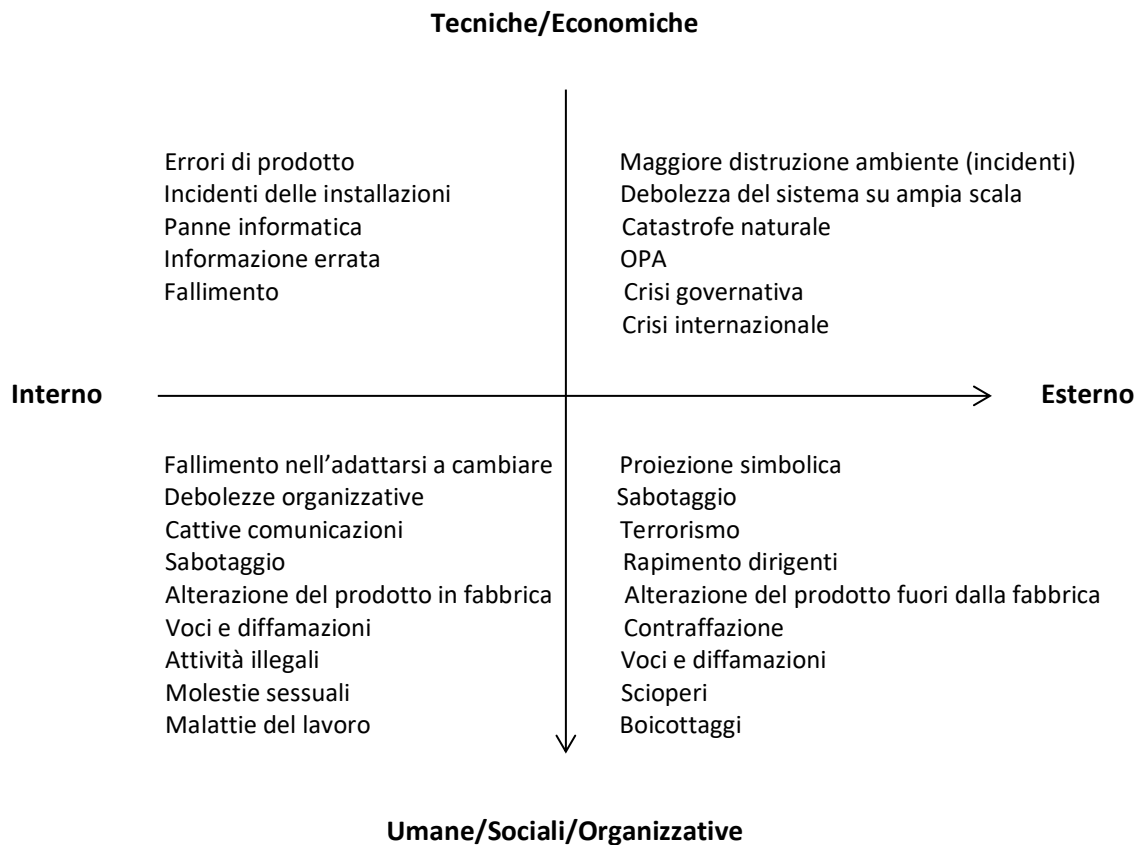 Tecniche/Economiche
Errori di prodotto
Incidenti delle installazioni
Panne informatica
Informazione errata
Fallimento
Maggiore distruzione ambiente (incidenti)
Debolezza del sistema su ampia scala
Catastrofe naturale
OPA
Crisi governativa
Crisi internazionale
Interno
Esterno
Fallimento nell’adattarsi a cambiare
Debolezze organizzative
Cattive comunicazioni
Sabotaggio
Alterazione del prodotto in fabbrica
Voci e diffamazioni
Attività illegali
Molestie sessuali
Malattie del lavoro
Proiezione simbolica
Sabotaggio
Terrorismo
Rapimento dirigenti
Alterazione del prodotto fuori dalla fabbrica
Contraffazione
Voci e diffamazioni
Scioperi
Boicottaggi
Umane/Sociali/Organizzative